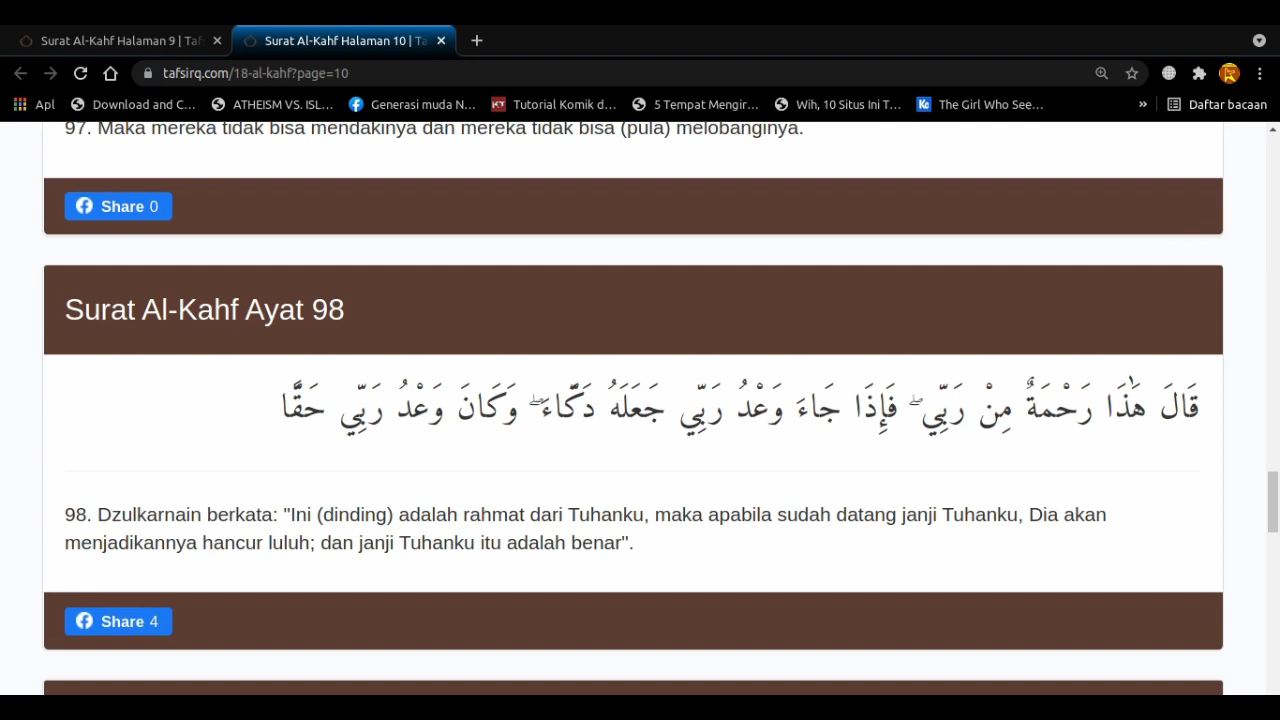 Surat Al-Kahf Halaman 9 | Taf
Surat Al-Kahf Halaman 10 | Ta
tafsirq.com/18-al-kahf?page=10
Apl Download and C... ATHEISM VS. ISL... Generasi muda N... Tutorial Komik d... 5 Tempat Mengir... Wih, 10 Situs Ini T... The Girl Who See... » Daftar bacaan
97. Maka mereka tidak bisa mendakinya dan mereka tidak bisa (pula) melobanginya.
Share 0
Surat Al-Kahf Ayat 98
قَالَ هَٰذَا رَحْمَةٌ مِنْ رَبِّي ۖ فَإِذَا جَاءَ وَعْدُ رَبِّي جَعَلَهُ دَكَّاءَ ۖ وَكَانَ وَعْدُ رَبِّي حَقًّا
98. Dzulkarnain berkata: "Ini (dinding) adalah rahmat dari Tuhanku, maka apabila sudah datang janji Tuhanku, Dia akan
menjadikannya hancur luluh; dan janji Tuhanku itu adalah benar".
Share 4